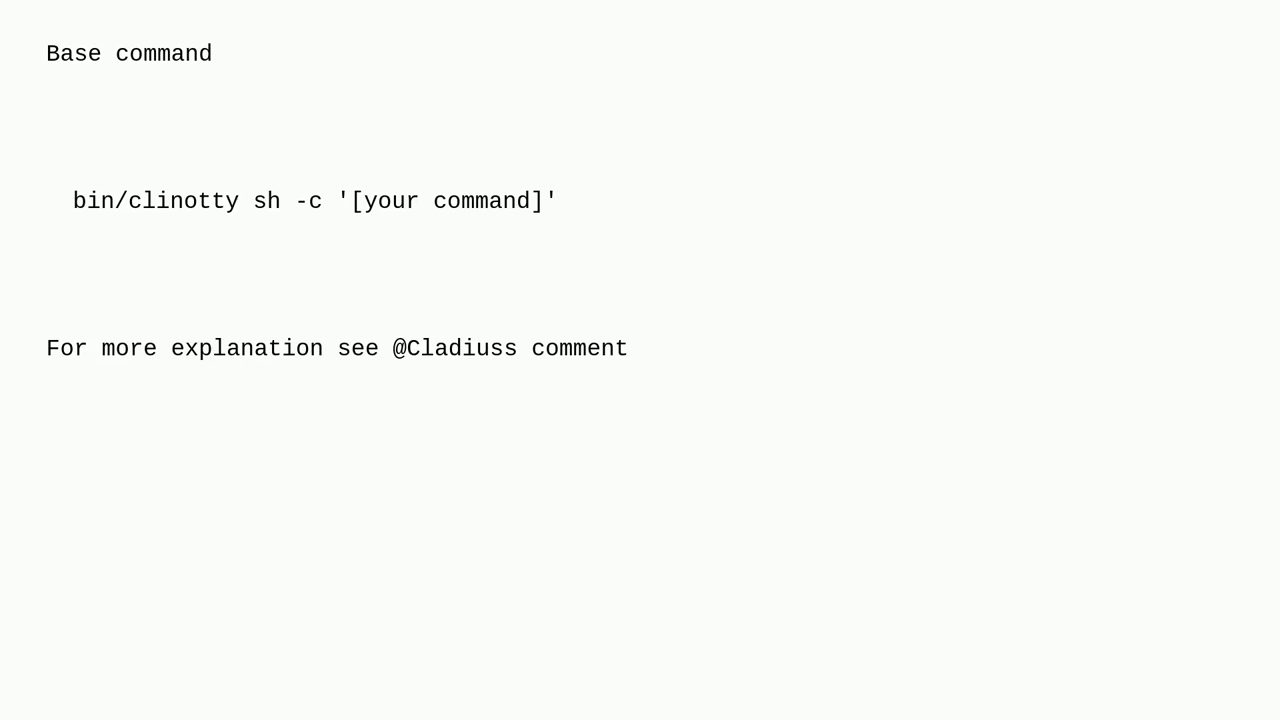 Base command
bin/clinotty sh -c '[your command]'
For more explanation see @Cladiuss comment